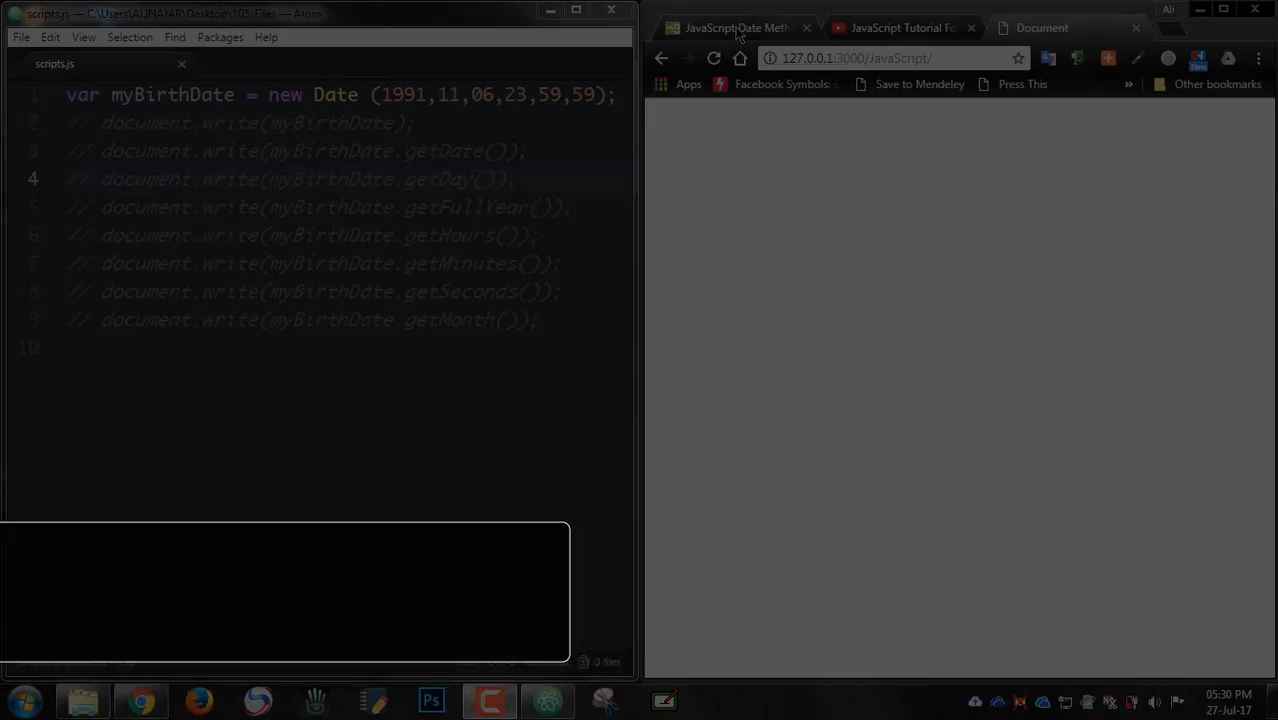 scripts.js — C:\Users\ALINAJAR\Desktop\105\Files — Atom
File Edit View Selection Find Packages Help
scripts.js
1 var myBirthDate = new Date (1991,11,06,23,59,59);
2 // document.write(myBirthDate);
3 // document.write(myBirthDate.getDate());
4 // document.write(myBirthDate.getDay());
5 // document.write(myBirthDate.getFullYear());
6 // document.write(myBirthDate.getHours());
7 // document.write(myBirthDate.getMinutes());
8 // document.write(myBirthDate.getSeconds());
9 // document.write(myBirthDate.getMonth());
10
0 files
Ali
JavaScript Date Meth
JavaScript Tutorial Fo
Document
127.0.0.1:3000/JavaScript/
New
Apps Facebook Symbols: Save to Mendeley Press This » Other bookmarks
Ps
05:30 PM
27-Jul-17